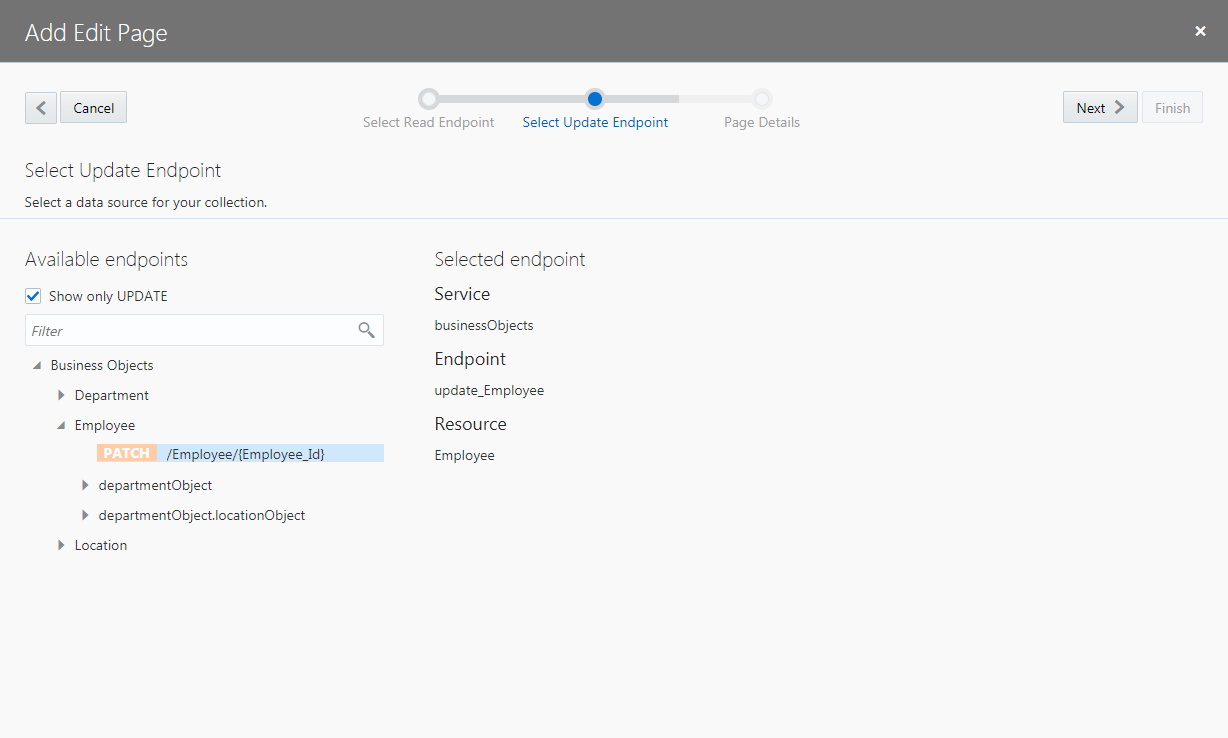 Add Edit Page
Cancel
Select Read Endpoint
Select Update Endpoint
Page Details
Next
Finish
Select Update Endpoint
Select a data source for your collection.
Available endpoints
Show only UPDATE
Filter
Business Objects
Department
Employee
PATCH /Employee/{Employee_Id}
departmentObject
departmentObject.locationObject
Location
Selected endpoint
Service
businessObjects
Endpoint
update_Employee
Resource
Employee